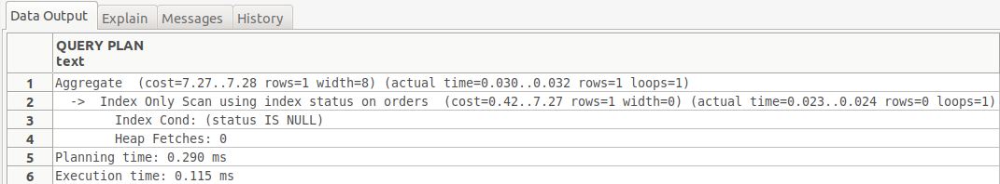 Data Output Explain Messages History
QUERY PLAN
text
1 Aggregate (cost=7.27..7.28 rows=1 width=8) (actual time=0.030..0.032 rows=1 loops=1)
2 -> Index Only Scan using index status on orders (cost=0.42..7.27 rows=1 width=0) (actual time=0.023..0.024 rows=0 loops=1)
3 Index Cond: (status IS NULL)
4 Heap Fetches: 0
5 Planning time: 0.290 ms
6 Execution time: 0.115 ms